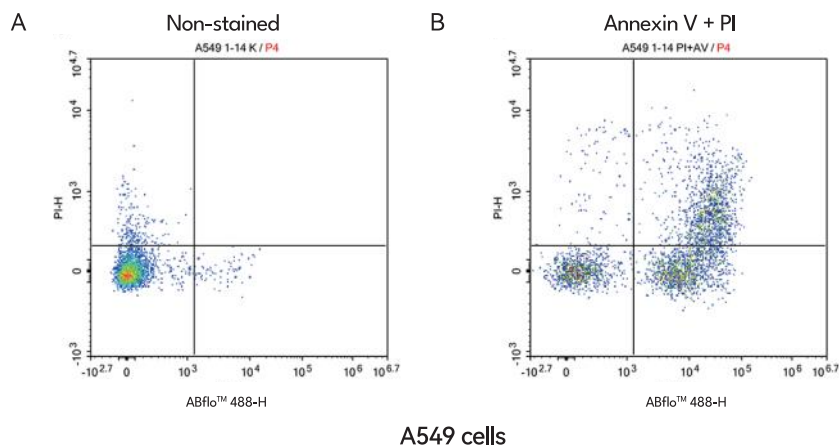 A
Non-stained
A549 1-14 K / P4
PI-H
10^4.7
10^4
10^3
0
-10^3
-10^2.7 0 10^3 10^4 10^5 10^6 10^6.7
ABflo™ 488-H
B
Annexin V + PI
A549 1-14 PI+AV / P4
PI-H
10^4.7
10^4
10^3
0
-10^3
-10^2.7 0 10^3 10^4 10^5 10^6 10^6.7
ABflo™ 488-H
A549 cells